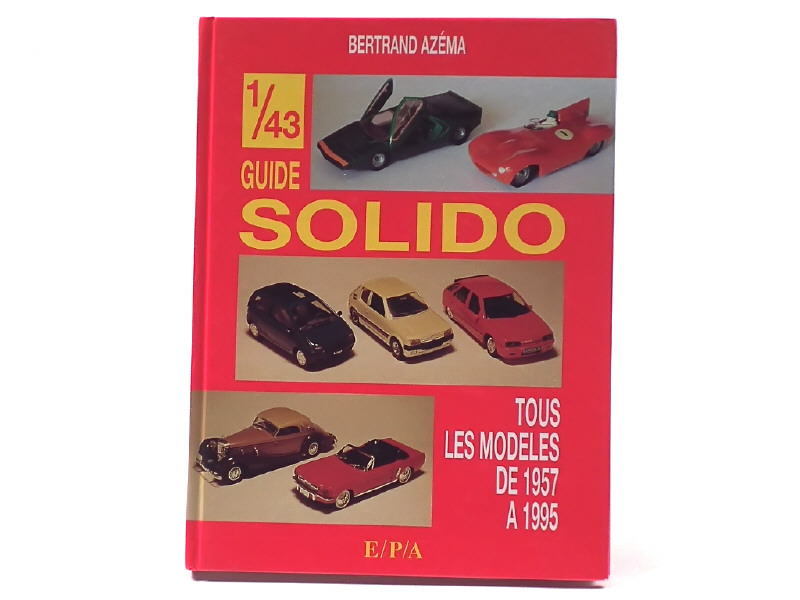 BERTRAND AZÉMA
1/43
GUIDE
SOLIDO
TOUS
LES MODELES
DE 1957
A 1995
E/P/A